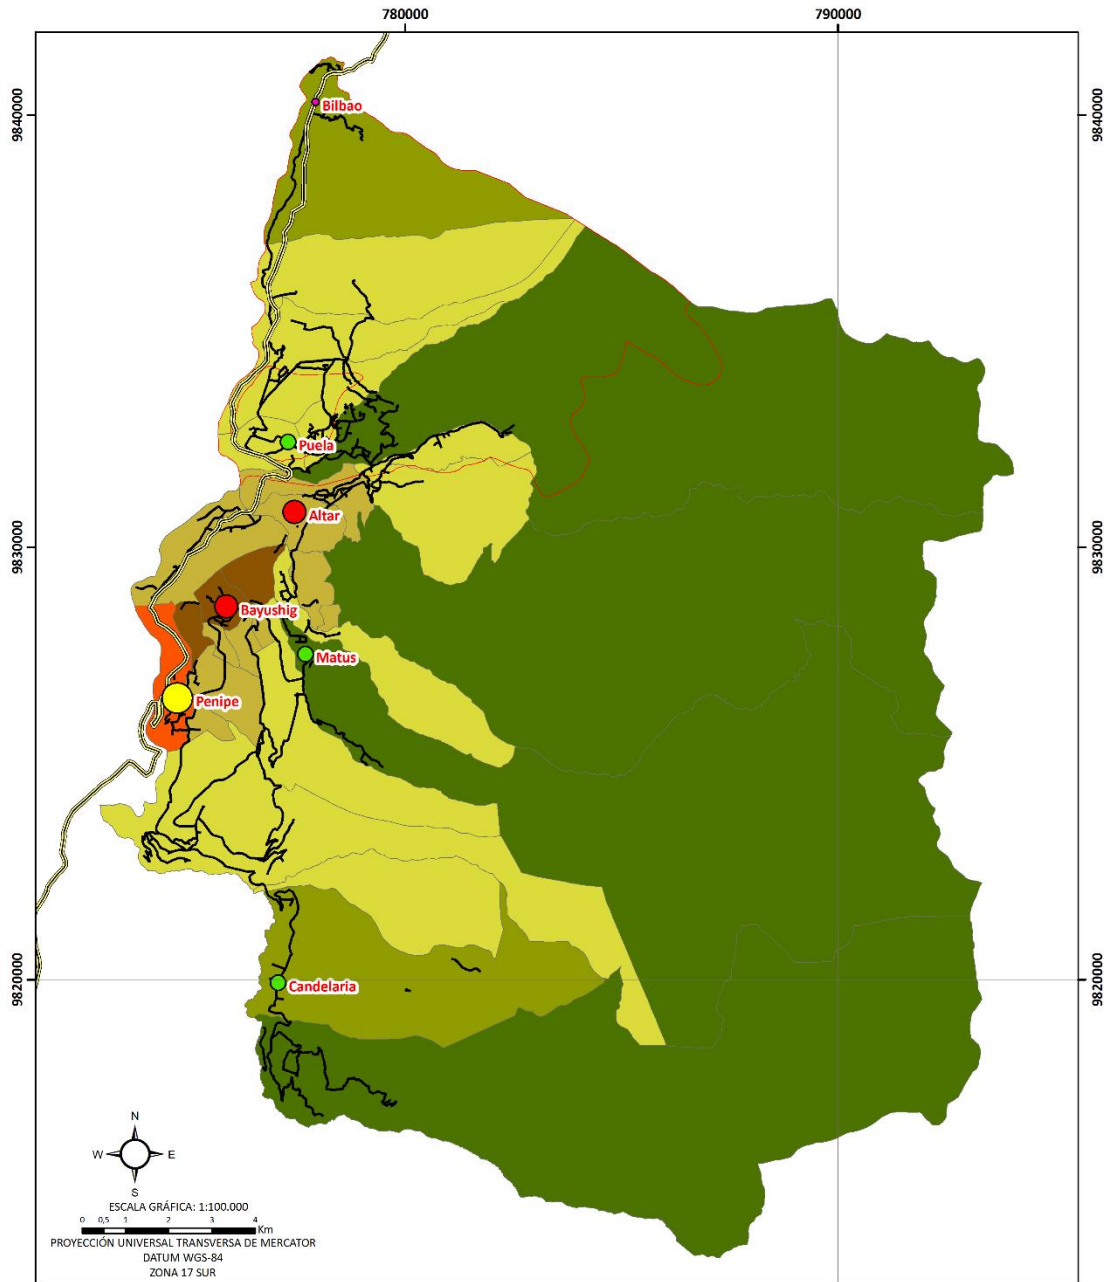 780000
790000
9840000
9840000
Bilbao
Puela
Altar
9830000
9830000
Bayushig
Matus
Penipe
9820000
9820000
Candelaria
N
W
E
S
ESCALA GRÁFICA: 1:100.000
0 0,5 1 2 3 4
Km
PROYECCIÓN UNIVERSAL TRANSVERSA DE MERCATOR
DATUM WGS-84
ZONA 17 SUR